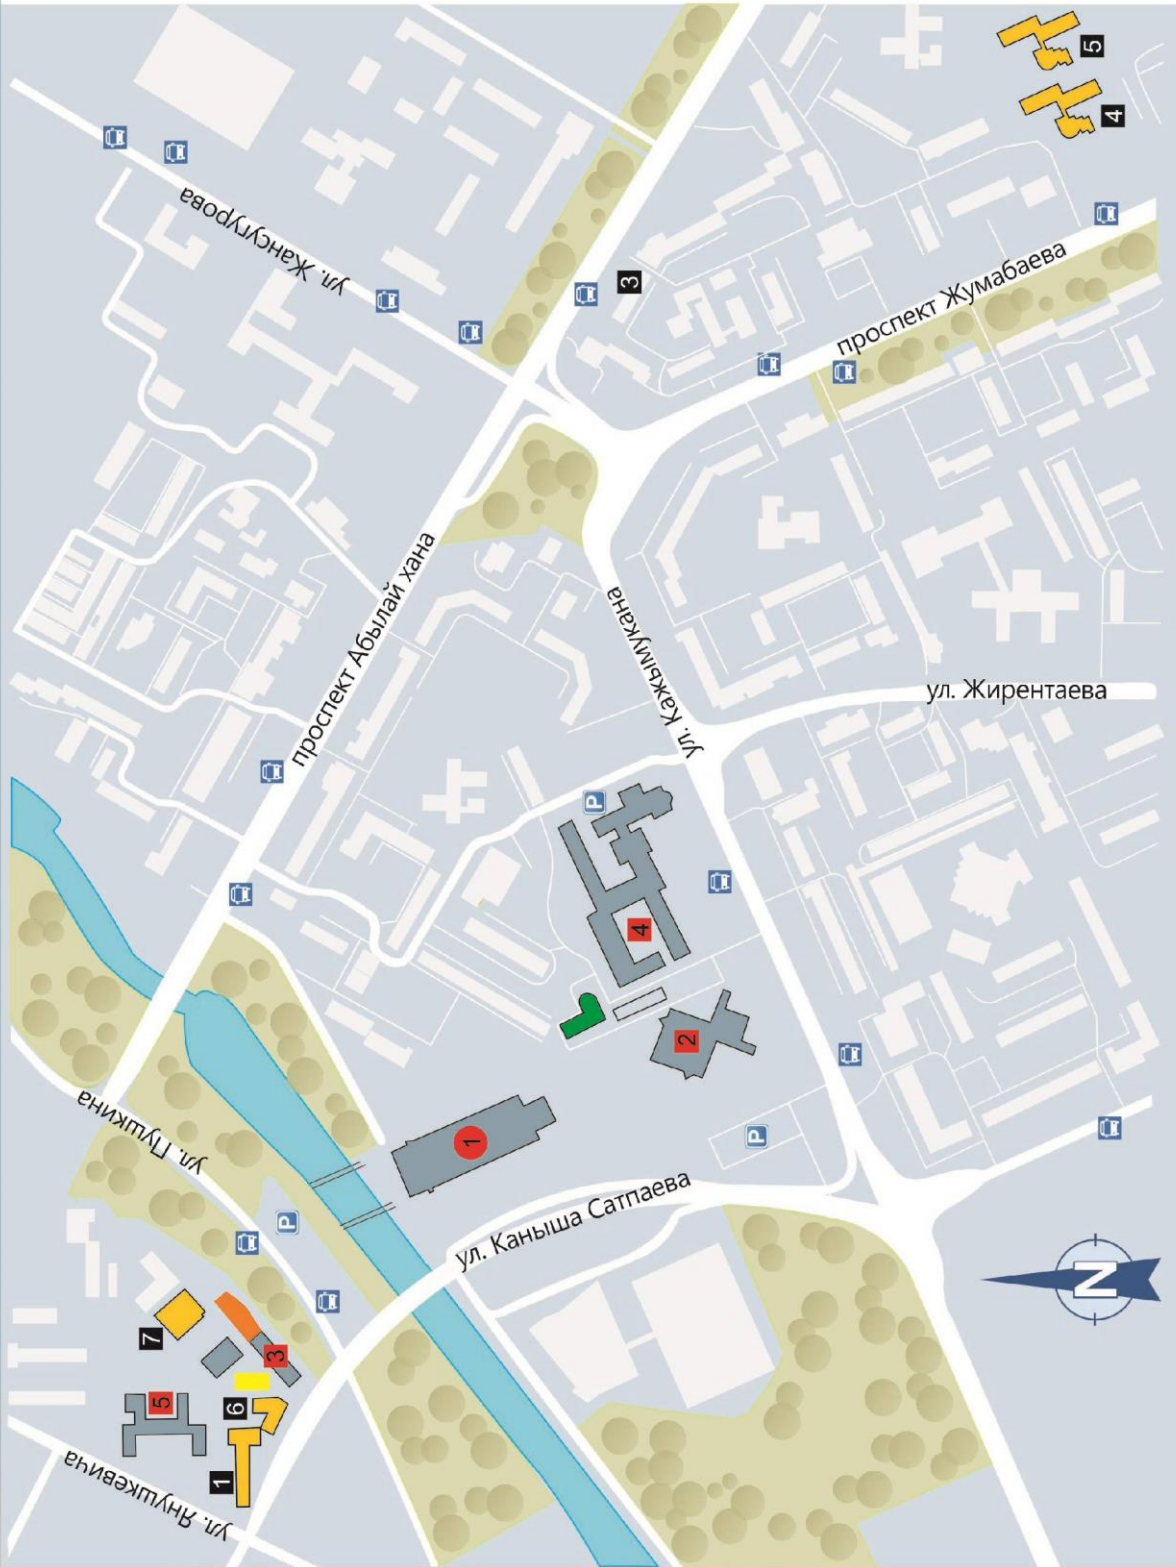 5
4
ул. Жансугурова
3
проспект Жумабаева
проспект Абылай хана
ул. Кажымукана
ул. Жирентаева
P
4
2
ул. Пушкина
1
P
ул. Каныша Сатпаева
P
7
3
5
6
1
ул. Янушкевича
N